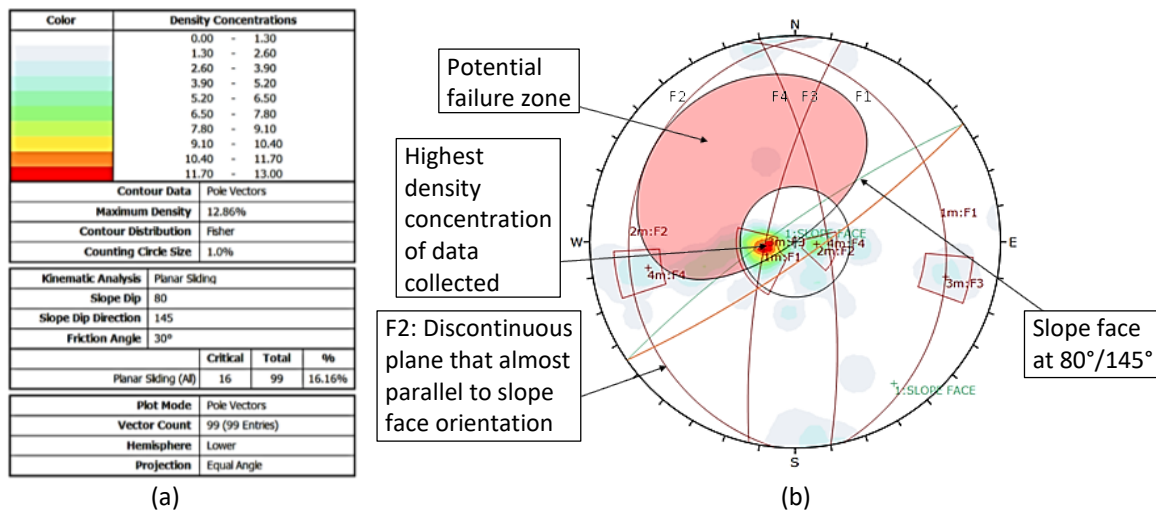 Color Density Concentrations
0.00 - 1.30
1.30 - 2.60
2.60 - 3.90
3.90 - 5.20
5.20 - 6.50
6.50 - 7.80
7.80 - 9.10
9.10 - 10.40
10.40 - 11.70
11.70 - 13.00
Contour Data Pole Vectors
Maximum Density 12.86%
Contour Distribution Fisher
Counting Circle Size 1.0%
Kinematic Analysis Planar Sliding
Slope Dip 80
Slope Dip Direction 145
Friction Angle 30°
Critical Total %
Planar Sliding (All) 16 99 16.16%
Plot Mode Pole Vectors
Vector Count 99 (99 Entries)
Hemisphere Lower
Projection Equal Angle
(a)
Potential
failure zone
Highest
density
concentration
of data
collected
F2: Discontinuous
plane that almost
parallel to slope
face orientation
Slope face
at 80°/145°
N
W
E
S
F2
F4
F3
F1
1m:F1
2m:F2
1:SLOPE FACE
4m:F4
2m:F2
1m:F1
4m:F4
3m:F3
1:SLOPE FACE
(b)